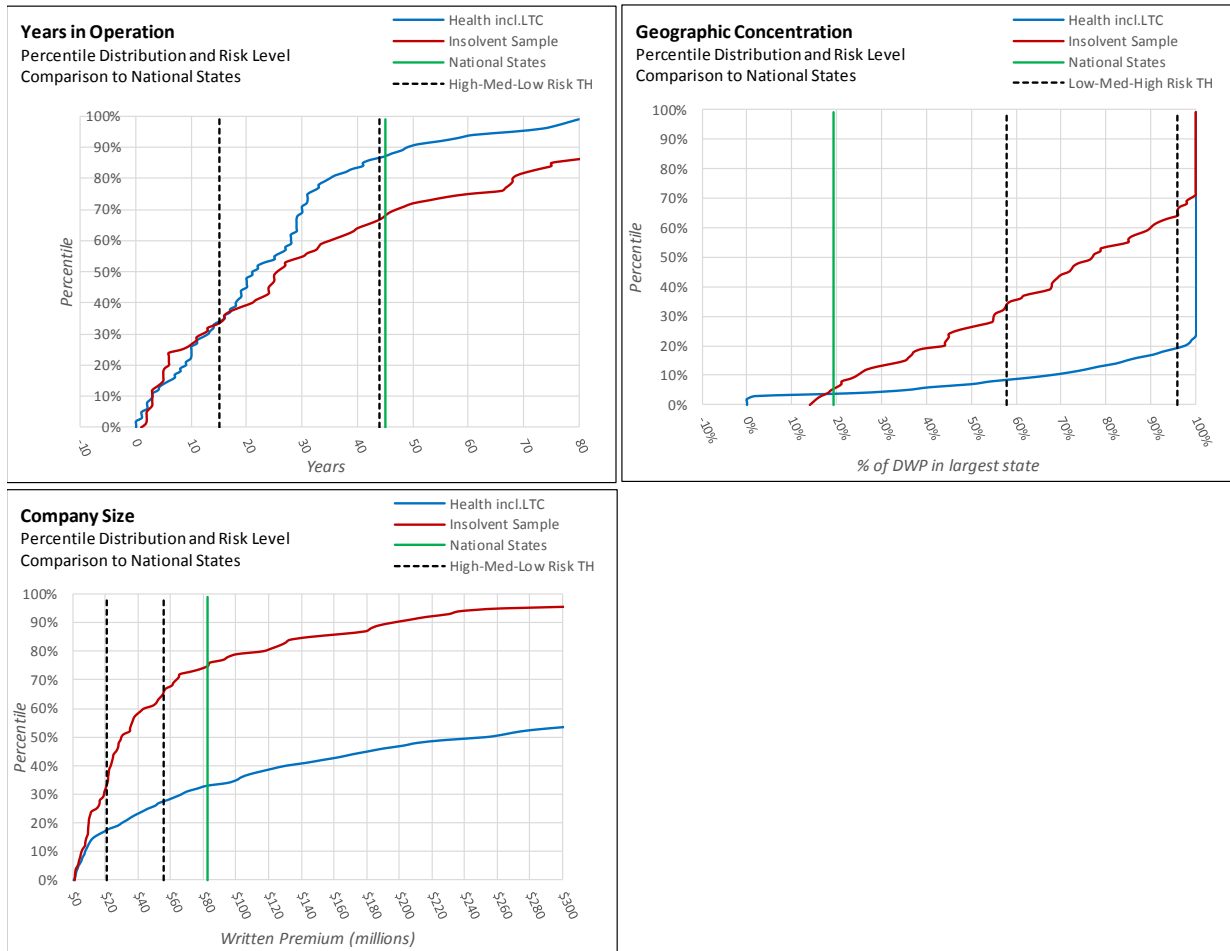 Years in Operation
Percentile Distribution and Risk Level
Comparison to National States
Health incl.LTC
Insolvent Sample
National States
High-Med-Low Risk TH
Percentile
100%
90%
80%
70%
60%
50%
40%
30%
20%
10%
0%
-10
0
10
20
30
40
50
60
70
80
Years
Geographic Concentration
Percentile Distribution and Risk Level
Comparison to National States
Health incl.LTC
Insolvent Sample
National States
Low-Med-High Risk TH
Percentile
100%
90%
80%
70%
60%
50%
40%
30%
20%
10%
0%
-10%
0%
10%
20%
30%
40%
50%
60%
70%
80%
90%
100%
% of DWP in largest state
Company Size
Percentile Distribution and Risk Level
Comparison to National States
Health incl.LTC
Insolvent Sample
National States
High-Med-Low Risk TH
Percentile
100%
90%
80%
70%
60%
50%
40%
30%
20%
10%
0%
$0
$20
$40
$60
$80
$100
$120
$140
$160
$180
$200
$220
$240
$260
$280
$300
Written Premium (millions)